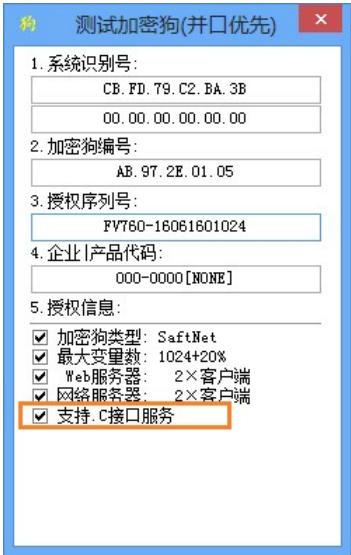 狗 测试加密狗(并口优先)
1.系统识别号:
CB.FD.79.C2.BA.3B
00.00.00.00.00.00
2.加密狗编号:
AB.97.2E.01.05
3.授权序列号:
FV760-16061601024
4.企业|产品代码:
000-0000[NONE]
5.授权信息:
加密狗类型: SaftNet
最大变量数: 1024+20%
Web服务器: 2×客户端
网络服务器: 2×客户端
支持.C接口服务